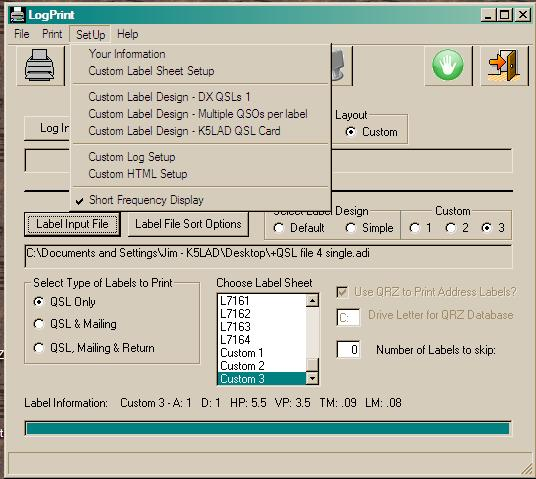 LogPrint
File Print SetUp Help
Your Information
Custom Label Sheet Setup
Custom Label Design - DX QSLs 1
Custom Label Design - Multiple QSOs per label
Custom Label Design - K5LAD QSL Card
Custom Log Setup
Custom HTML Setup
Short Frequency Display
Log In
Layout
Custom
Select Label Design
Custom
Label Input File
Label File Sort Options
Default
Simple
1
2
3
C:\Documents and Settings\Jim - K5LAD\Desktop\+QSL file 4 single.adi
Select Type of Labels to Print
QSL Only
QSL & Mailing
QSL, Mailing & Return
Choose Label Sheet
L7161
L7162
L7163
L7164
Custom 1
Custom 2
Custom 3
Use QRZ to Print Address Labels?
C:
Drive Letter for QRZ Database
0
Number of Labels to skip:
Label Information: Custom 3 - A: 1 D: 1 HP: 5.5 VP: 3.5 TM: .09 LM: .08